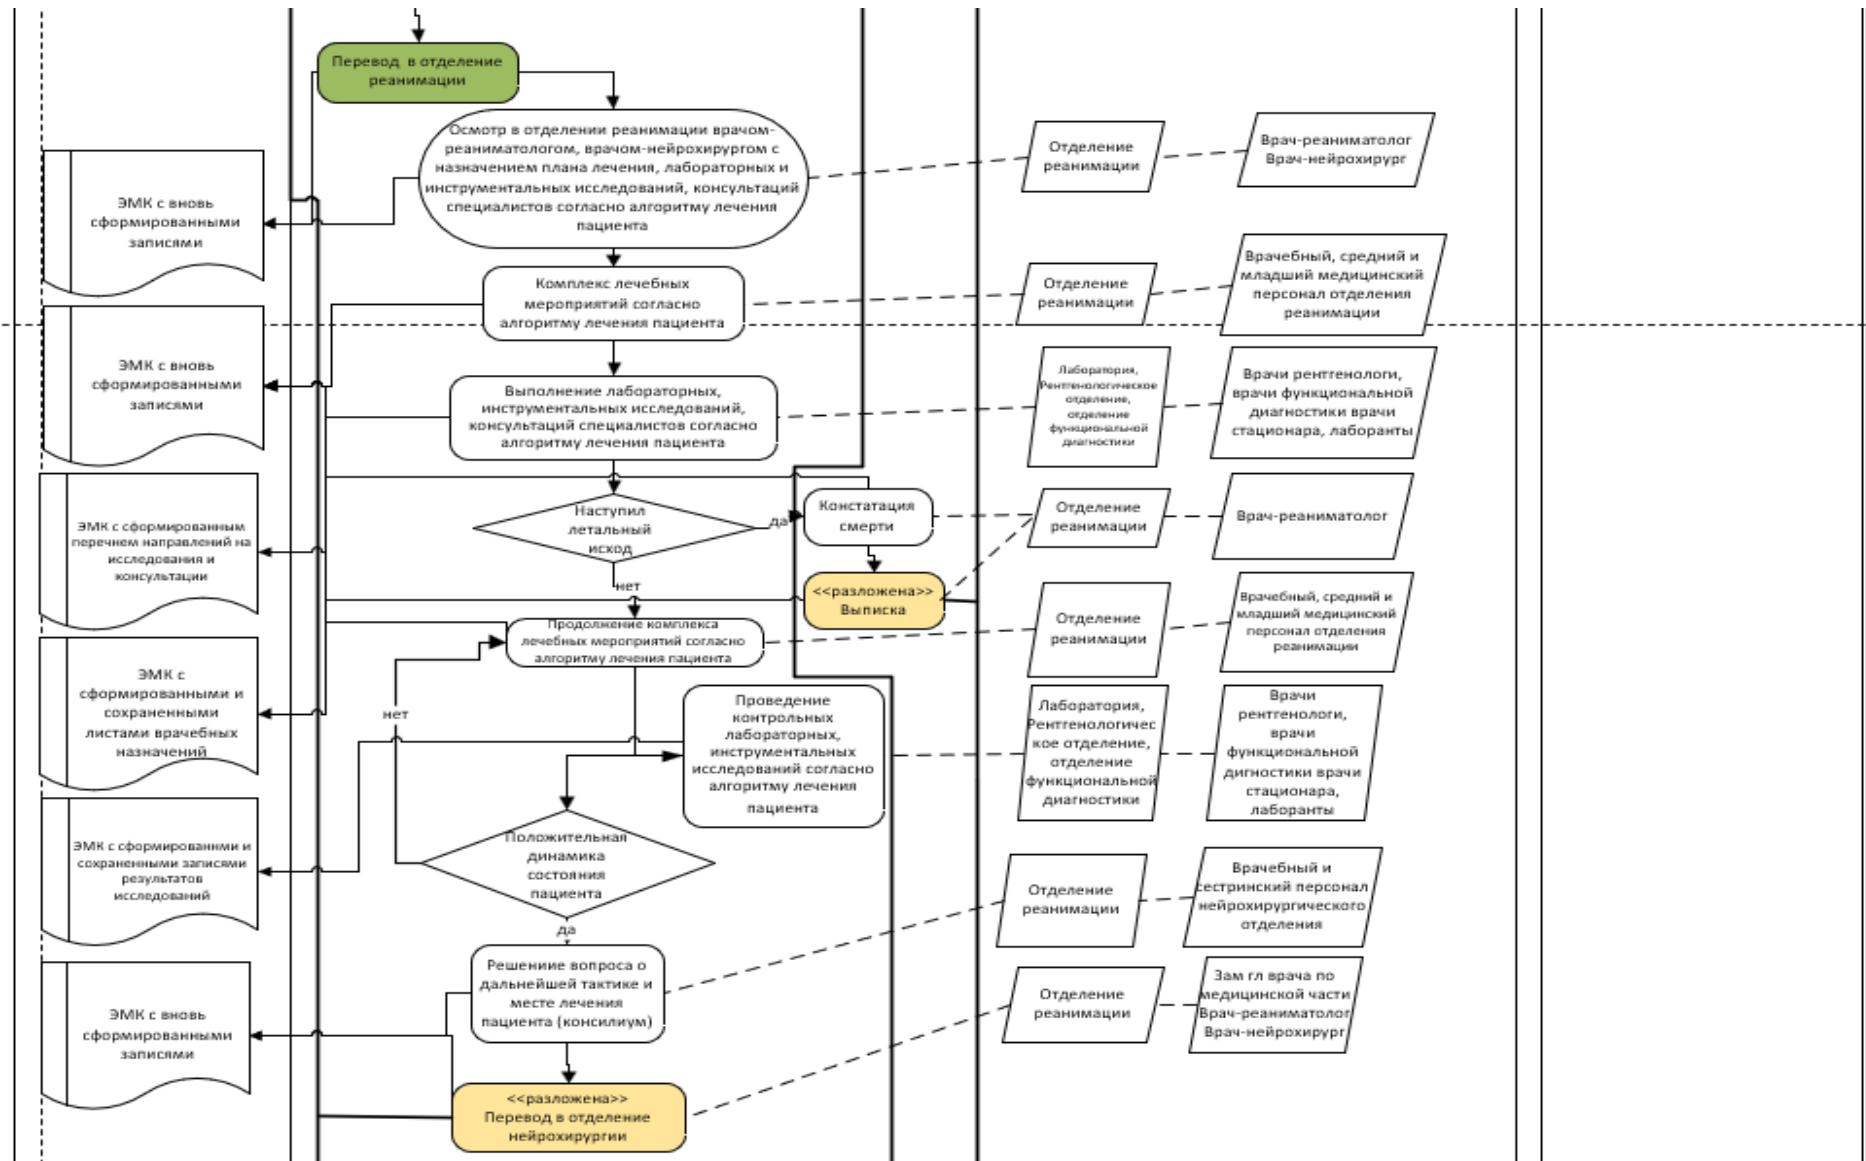 Перевод в отделение
реанимации
Осмотр в отделении реанимации врачом-
реаниматологом, врачом-нейрохирургом с
назначением плана лечения, лабораторных и
инструментальных исследований, консультаций
специалистов согласно алгоритму лечения
пациента
Отделение
реанимации
Врач-реаниматолог
Врач-нейрохирург
ЭМК с вновь
сформированными
записями
Комплекс лечебных
мероприятий согласно
алгоритму лечения пациента
Отделение
реанимации
Врачебный, средний и
младший медицинский
персонал отделения
реанимации
ЭМК с вновь
сформированными
записями
Выполнение лабораторных,
инструментальных исследований,
консультаций специалистов согласно
алгоритму лечения пациента
Лаборатория,
Рентгенологическое
отделение,
отделение
функциональной
диагностики
Врачи рентгенологи,
врачи функциональной
диагностики врачи
стационара, лаборанты
ЭМК с сформированным
перечнем направлений на
исследования и
консультации
Наступил
летальный
исход
да
нет
Констатация
смерти
Отделение
реанимации
Врач-реаниматолог
<<разложена>>
Выписка
Продолжение комплекса
лечебных мероприятий согласно
алгоритму лечения пациента
Отделение
реанимации
Врачебный, средний и
младший медицинский
персонал отделения
реанимации
ЭМК с
сформированными и
сохраненными
листами врачебных
назначений
нет
Проведение
контрольных
лабораторных,
инструментальных
исследований согласно
алгоритму лечения
пациента
Лаборатория,
Рентгенологичес
кое отделение,
отделение
функциональной
диагностики
Врачи
рентгенологи,
врачи
функциональной
дигностики врачи
стационара,
лаборанты
ЭМК с сформированнми и
сохраненными записями
результатов
исследований
Положительная
динамика
состояния
пациента
да
Отделение
реанимации
Врачебный и
сестринский персонал
нейрохирургического
отделения
Решениие вопроса о
дальнейшей тактике и
месте лечения
пациента (консилиум)
Отделение
реанимации
Зам гл врача по
медицинской части
Врач-реаниматолог
Врач-нейрохирург
ЭМК с вновь
сформированными
записями
<<разложена>>
Перевод в отделение
нейрохирургии